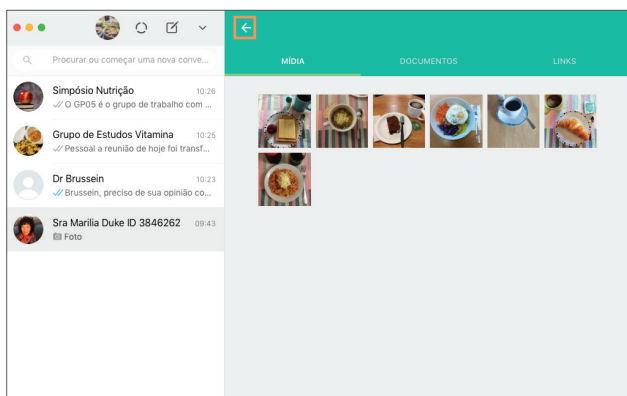 Procurar ou começar uma nova conve...
Simpósio Nutrição 10:26
O GP05 é o grupo de trabalho com ...
Grupo de Estudos Vitamina 10:25
Pessoal a reunião de hoje foi transf...
Dr Brussein 10:23
Brussein, preciso de sua opinião co...
Sra Marilia Duke ID 3846262 09:43
Foto
MÍDIA DOCUMENTOS LINKS